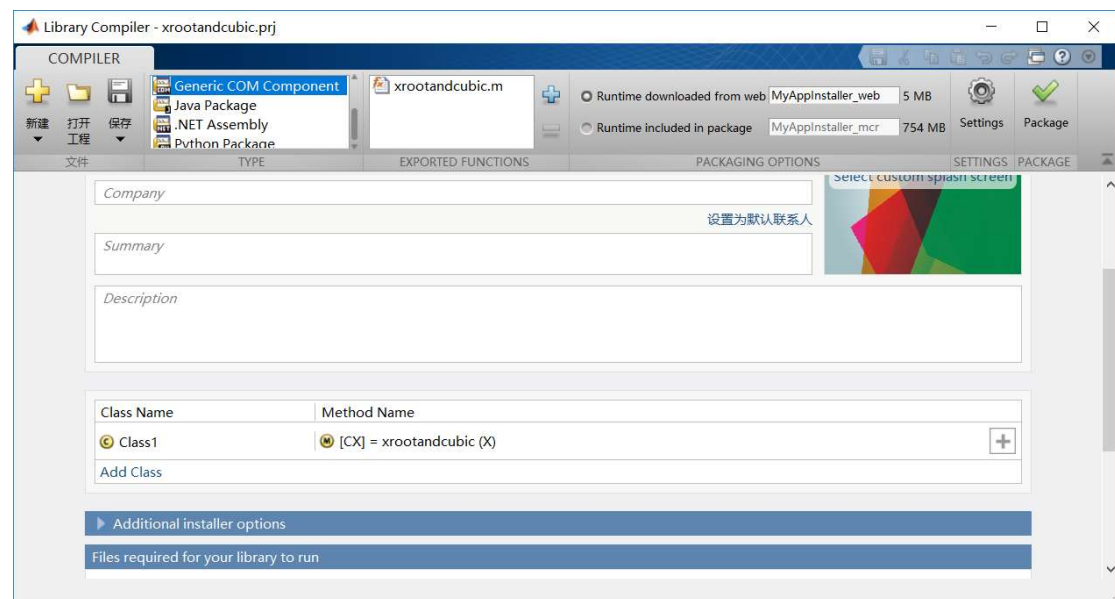 Library Compiler - xrootandcubic.prj
COMPILER
Generic COM Component
Java Package
.NET Assembly
Python Package
xrootandcubic.m
Runtime downloaded from web MyAppInstaller_web 5 MB
Runtime included in package MyAppInstaller_mcr 754 MB
新建
打开
工程
保存
Settings
Package
文件
TYPE
EXPORTED FUNCTIONS
PACKAGING OPTIONS
SETTINGS
PACKAGE
Select custom splash screen
Company
设置为默认联系人
Summary
Description
Class Name Method Name
Class1 [CX] = xrootandcubic (X)
Add Class
Additional installer options
Files required for your library to run